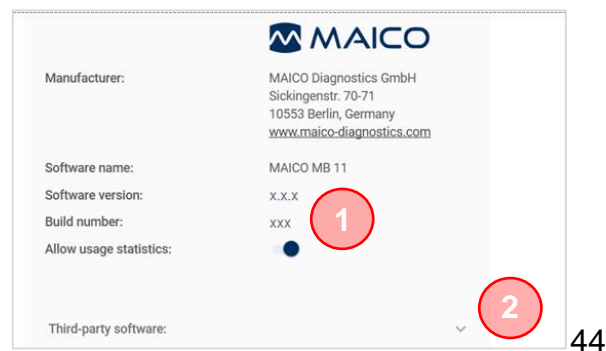 MAICO
Manufacturer: MAICO Diagnostics GmbH
Sickingenstr. 70-71
10553 Berlin, Germany
www.maico-diagnostics.com
Software name: MAICO MB 11
Software version: x.x.x
Build number: xxx
1
Allow usage statistics:
2
Third-party software:
44